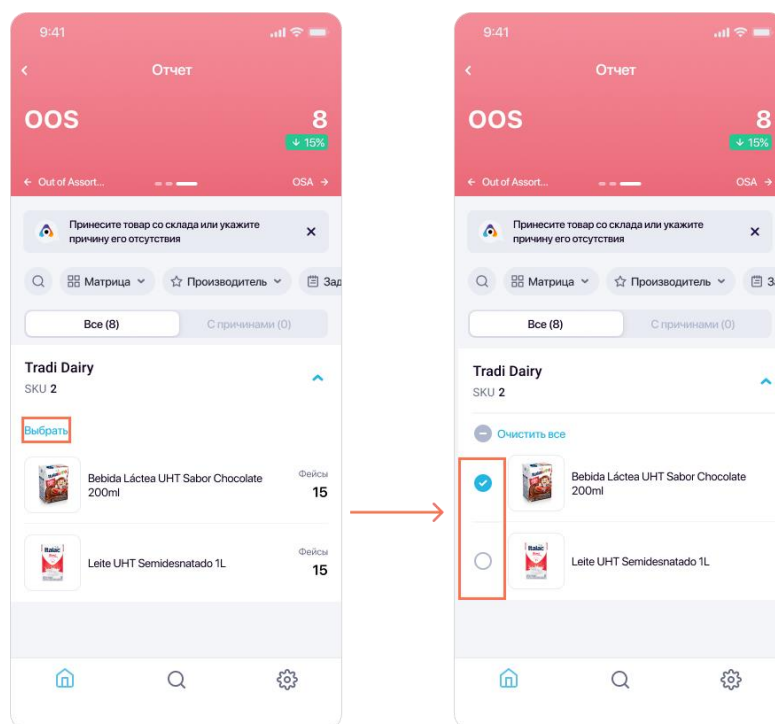 9:41
Отчет
OOS
8
↓ 15%
← Out of Assort...
OSA →
Принесите товар со склада или укажите
причину его отсутствия
Матрица
Производитель
Зад
Все (8)
С причинами (0)
Tradi Dairy
SKU 2
Выбрать
Bebida Láctea UHT Sabor Chocolate
200ml
Фейсы
15
Leite UHT Semidesnatado 1L
Фейсы
15
9:41
Отчет
OOS
8
↓ 15%
← Out of Assort...
OSA →
Принесите товар со склада или укажите
причину его отсутствия
Матрица
Производитель
З
Все (8)
С причинами (0)
Tradi Dairy
SKU 2
Очистить все
Bebida Láctea UHT Sabor Chocolate
200ml
Italac
Leite UHT Semidesnatado 1L